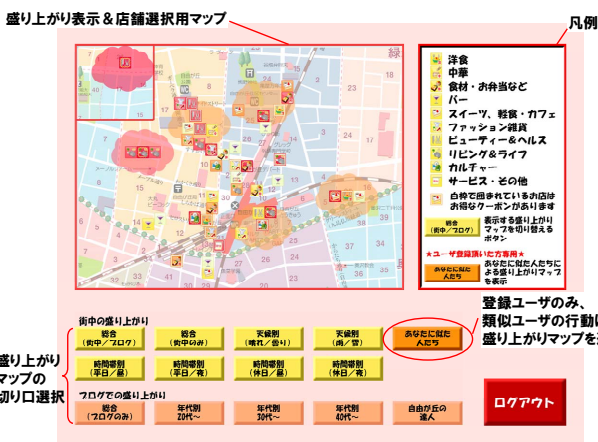 盛り上がり表示＆店舗選択用マップ
凡例
緑
洋食
中華
食材・お弁当など
バー
スイーツ、軽食・カフェ
ファッション雑貨
ビューティー＆ヘルス
リビング＆ライフ
カルチャー
サービス・その他
白枠で囲まれているお店は
お得なクーポンがあります
総合
(街中／ブログ)
表示する盛り上がり
マップを切り替える
ボタン
★ユーザ登録頂いた方専用★
あなたに似た
人たち
あなたに似た人たちに
よる盛り上がりマップ
を表示
登録ユーザのみ、
類似ユーザの行動に
盛り上がりマップを
街中の盛り上がり
総合
(街中／ブログ)
総合
(街中のみ)
天候別
(晴れ／曇り)
天候別
(雨／雪)
あなたに似た
人たち
時間帯別
(平日／昼)
時間帯別
(平日／夜)
時間帯別
(休日／昼)
時間帯別
(休日／夜)
盛り上がり
マップの
切り口選択
ブログでの盛り上がり
総合
(ブログのみ)
年代別
20代～
年代別
30代～
年代別
40代～
自由が丘の
達人
ログアウト